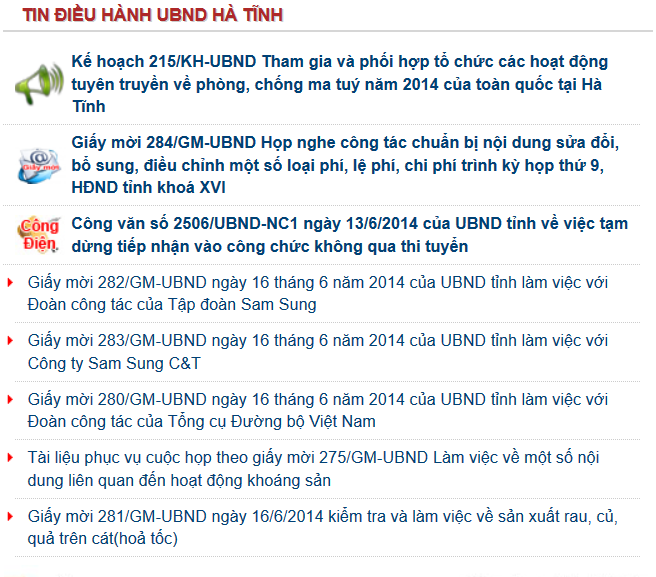 TIN ĐIỀU HÀNH UBND HÀ TĨNH
Kế hoạch 215/KH-UBND Tham gia và phối hợp tổ chức các hoạt động
tuyên truyền về phòng, chống ma tuý năm 2014 của toàn quốc tại Hà
Tĩnh
Giấy mời
Giấy mời 284/GM-UBND Họp nghe công tác chuẩn bị nội dung sửa đổi,
bổ sung, điều chỉnh một số loại phí, lệ phí, chi phí trình kỳ họp thứ 9,
HĐND tỉnh khoá XVI
Công
Điện
Công văn số 2506/UBND-NC1 ngày 13/6/2014 của UBND tỉnh về việc tạm
dừng tiếp nhận vào công chức không qua thi tuyển
Giấy mời 282/GM-UBND ngày 16 tháng 6 năm 2014 của UBND tỉnh làm việc với
Đoàn công tác của Tập đoàn Sam Sung
Giấy mời 283/GM-UBND ngày 16 tháng 6 năm 2014 của UBND tỉnh làm việc với
Công ty Sam Sung C&T
Giấy mời 280/GM-UBND ngày 16 tháng 6 năm 2014 của UBND tỉnh làm việc với
Đoàn công tác của Tổng cụ Đường bộ Việt Nam
Tài liệu phục vụ cuộc họp theo giấy mời 275/GM-UBND Làm việc về một số nội
dung liên quan đến hoạt động khoáng sản
Giấy mời 281/GM-UBND ngày 16/6/2014 kiểm tra và làm việc về sản xuất rau, củ,
quả trên cát(hoả tốc)